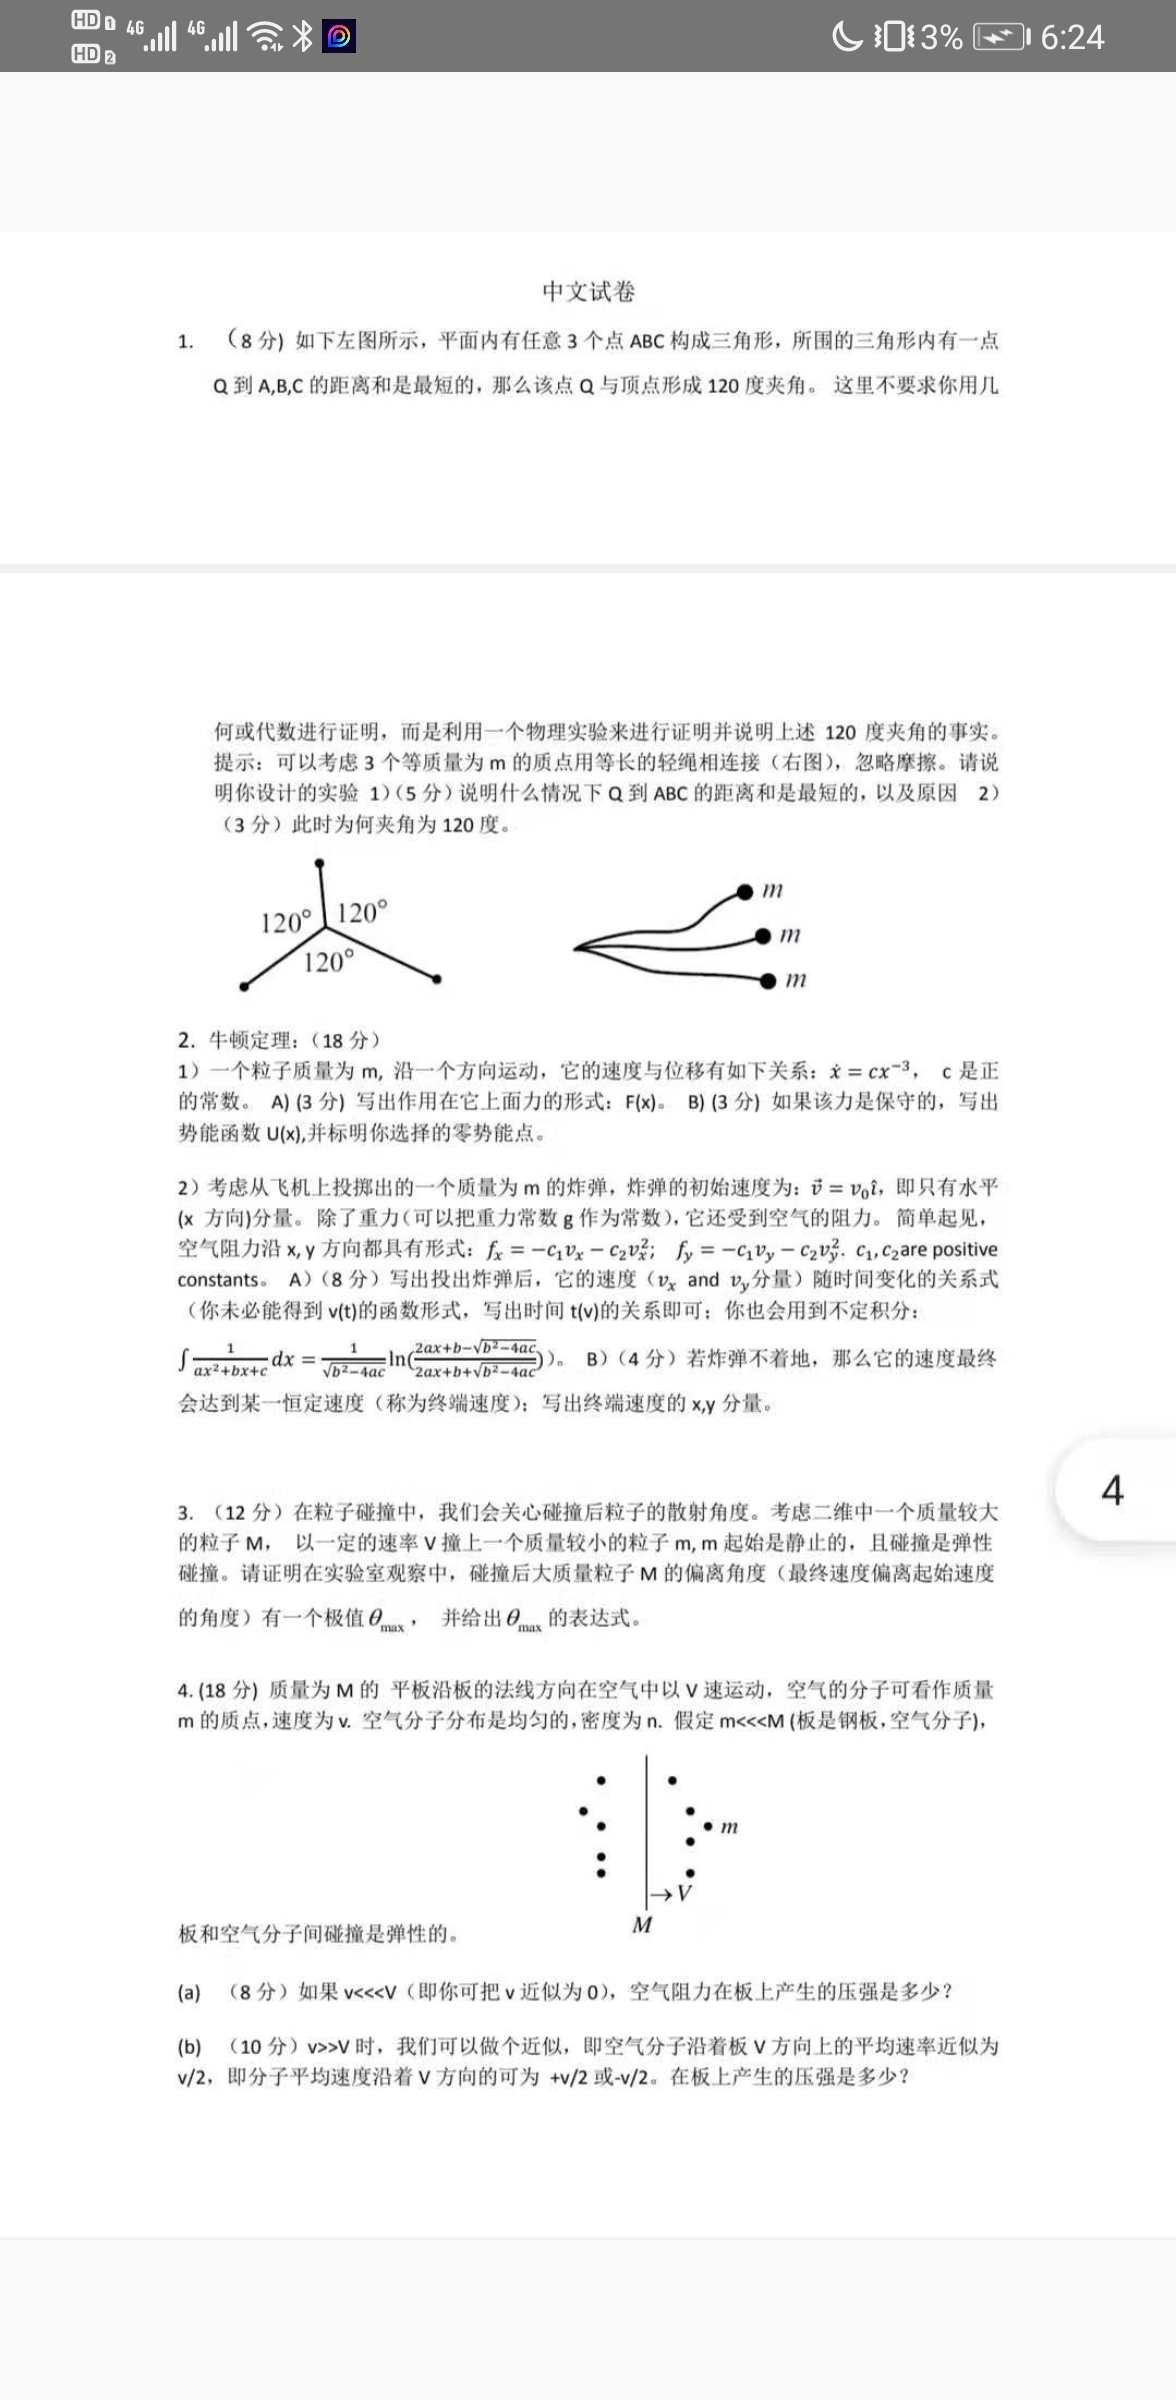 HD 1 4G 4G 3% 6:24
HD 2
中文试卷
1. （8 分) 如下左图所示，平面内有任意 3 个点 ABC 构成三角形，所围的三角形内有一点
Q 到 A,B,C 的距离和是最短的，那么该点 Q 与顶点形成 120 度夹角。 这里不要求你用几
何或代数进行证明，而是利用一个物理实验来进行证明并说明上述 120 度夹角的事实。
提示：可以考虑 3 个等质量为 m 的质点用等长的轻绳相连接（右图），忽略摩擦。请说
明你设计的实验 1）（5 分）说明什么情况下 Q 到 ABC 的距离和是最短的，以及原因 2）
（3 分）此时为何夹角为 120 度。
m
120° 120°
m
120°
m
2. 牛顿定理：（18 分）
1）一个粒子质量为 m, 沿一个方向运动，它的速度与位移有如下关系：ẋ = cx⁻³， c 是正
的常数。 A) (3 分) 写出作用在它上面力的形式：F(x)。 B) (3 分) 如果该力是保守的，写出
势能函数 U(x),并标明你选择的零势能点。
2）考虑从飞机上投掷出的一个质量为 m 的炸弹，炸弹的初始速度为：v⃗ = v₀î，即只有水平
(x 方向)分量。除了重力（可以把重力常数 g 作为常数），它还受到空气的阻力。简单起见，
空气阻力沿 x, y 方向都具有形式：fₓ = −c₁vₓ − c₂vₓ²; f_y = −c₁v_y − c₂v_y². c₁, c₂are positive
constants。 A）（8 分）写出投出炸弹后，它的速度（vₓ and v_y分量）随时间变化的关系式
（你未必能得到 v(t)的函数形式，写出时间 t(v)的关系即可；你也会用到不定积分：
∫ 1/(ax²+bx+c) dx = 1/√(b²−4ac) ln((2ax+b−√(b²−4ac))/(2ax+b+√(b²−4ac)))）。 B）（4 分）若炸弹不着地，那么它的速度最终
会达到某一恒定速度（称为终端速度）；写出终端速度的 x,y 分量。
4
3. （12 分）在粒子碰撞中，我们会关心碰撞后粒子的散射角度。考虑二维中一个质量较大
的粒子 M， 以一定的速率 V 撞上一个质量较小的粒子 m, m 起始是静止的，且碰撞是弹性
碰撞。请证明在实验室观察中，碰撞后大质量粒子 M 的偏离角度（最终速度偏离起始速度
的角度）有一个极值 θmax ， 并给出 θmax 的表达式。
4. (18 分) 质量为 M 的 平板沿板的法线方向在空气中以 V 速运动，空气的分子可看作质量
m 的质点，速度为 v. 空气分子分布是均匀的，密度为 n. 假定 m<<<M (板是钢板，空气分子)，
m
→V
M
板和空气分子间碰撞是弹性的。
(a) （8 分）如果 v<<<V（即你可把 v 近似为 0），空气阻力在板上产生的压强是多少？
(b) （10 分）v>>V 时，我们可以做个近似，即空气分子沿着板 V 方向上的平均速率近似为
v/2，即分子平均速度沿着 V 方向的可为 +v/2 或-v/2。在板上产生的压强是多少？